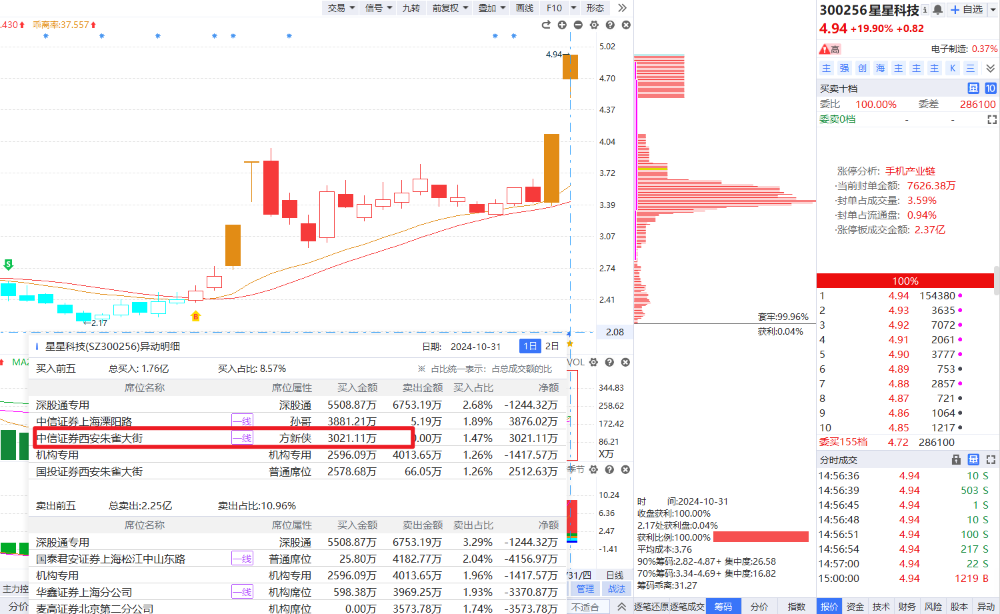 交易 信号 九转 前复权 叠加 画线 F10 形态
.430 乖离率:37.557
4.94
←2.17
S
B
5.02
4.70
4.37
4.04
3.72
3.39
3.07
2.74
2.41
2.08
星星科技(SZ300256)异动明细 日期: 2024-10-31 1日 2日
买入前五 总买入: 1.76亿 买入占比: 8.57% ※ 占比统一表示: 占总成交额的比
席位名称 席位属性 买入金额 卖出金额 买入占比 净额
深股通专用 深股通 5508.87万 6753.19万 2.68% -1244.32万
中信证券上海溧阳路 一线 孙哥 3881.21万 5.19万 1.89% 3876.02万
中信证券西安朱雀大街 一线 方新侠 3021.11万 0.00万 1.47% 3021.11万
机构专用 机构专用 2596.09万 4013.65万 1.26% -1417.57万
国投证券西安朱雀大街 普通席位 2578.68万 66.05万 1.26% 2512.63万
卖出前五 总卖出:2.25亿 卖出占比:10.96%
席位名称 席位属性 买入金额 卖出金额 卖出占比 净额
深股通专用 深股通 5508.87万 6753.19万 3.29% -1244.32万
国泰君安证券上海松江中山东路 一线 普通席位 25.80万 4182.77万 2.04% -4156.97万
机构专用 机构专用 2596.09万 4013.65万 1.96% -1417.57万
华鑫证券上海分公司 一线 机构席位 598.38万 3969.25万 1.93% -3370.87万
麦高证券北京第二分公司 机构席位 0.00万 3573.78万 1.74% -3573.78万
MA2
主力控
分价
VOL
344.83
258.62
172.42
86.21
X万
季节
10.24
6.36
2.47
-1.41
/31/四 日线
管理 战法
不适合
套牢:99.96%
获利:0.04%
时 间:2024-10-31
收盘获利:100.00%
2.17处获利盘:0.04%
获利比例:100.00%
平均成本:3.76
90%筹码:2.82-4.87+ 集中度:26.58
70%筹码:3.34-4.69+ 集中度:16.82
筹码乖离:31.27
逐笔还原 逐笔成交 筹码 分价 指数
300256 星星科技 自选
4.94 +19.90% +0.82
高 电子制造: 0.37%
主 强 创 海 主 主 主 K 三
买卖十档 量 10
委比 100.00% 委差 286100
委卖0档 - -
涨停分析: 手机产业链
·当前封单金额: 7626.38万
·封单占成交量: 3.59%
·封单占流通盘: 0.94%
·涨停板成交金额: 2.37亿
100%
1 4.94 154380
2 4.93 3635
3 4.92 7072
4 4.91 2061
5 4.90 3777
6 4.89 753
7 4.88 2857
8 4.87 721
9 4.86 1064
10 4.85 1217
委买155档 4.72 286100
分时成交 量
14:56:36 4.94 10 S
14:56:39 4.94 503 S
14:56:45 4.94 1 S
14:56:48 4.94 10 S
14:56:51 4.94 100 S
14:56:54 4.94 217 S
14:57:00 4.94 22 S
15:00:00 4.94 1219 B
报价 资金 技术 财务 风险 股本 异动